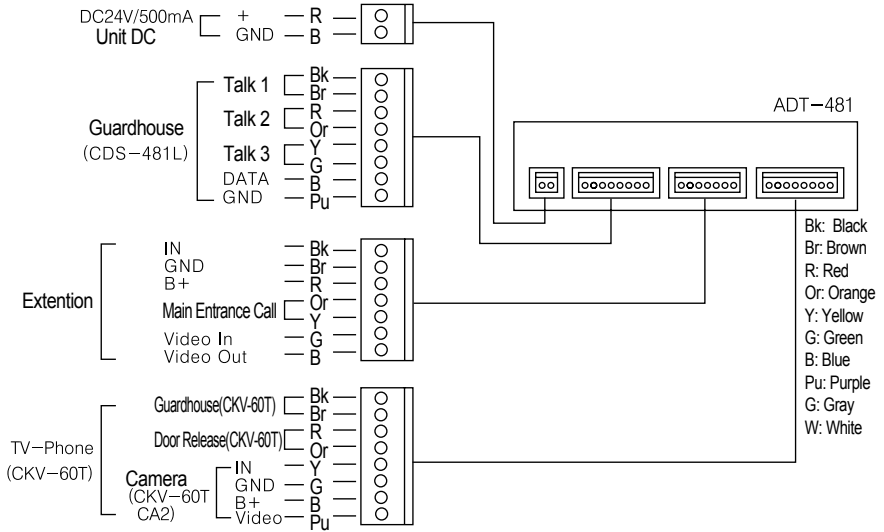 DC24V/500mA + R
Unit DC GND B
Talk 1 Bk
Br
Talk 2 R
Or
Talk 3 Y
G
DATA B
GND Pu
Guardhouse
(CDS-481L)
ADT-481
IN Bk
GND Br
B+ R
Main Entrance Call Or
Y
Video In G
Video Out B
Extention
Guardhouse(CKV-60T) Bk
Br
Door Release(CKV-60T) R
Or
IN Y
GND G
B+ B
Video Pu
Camera
(CKV-60T
CA2)
TV-Phone
(CKV-60T)
Bk: Black
Br: Brown
R: Red
Or: Orange
Y: Yellow
G: Green
B: Blue
Pu: Purple
G: Gray
W: White